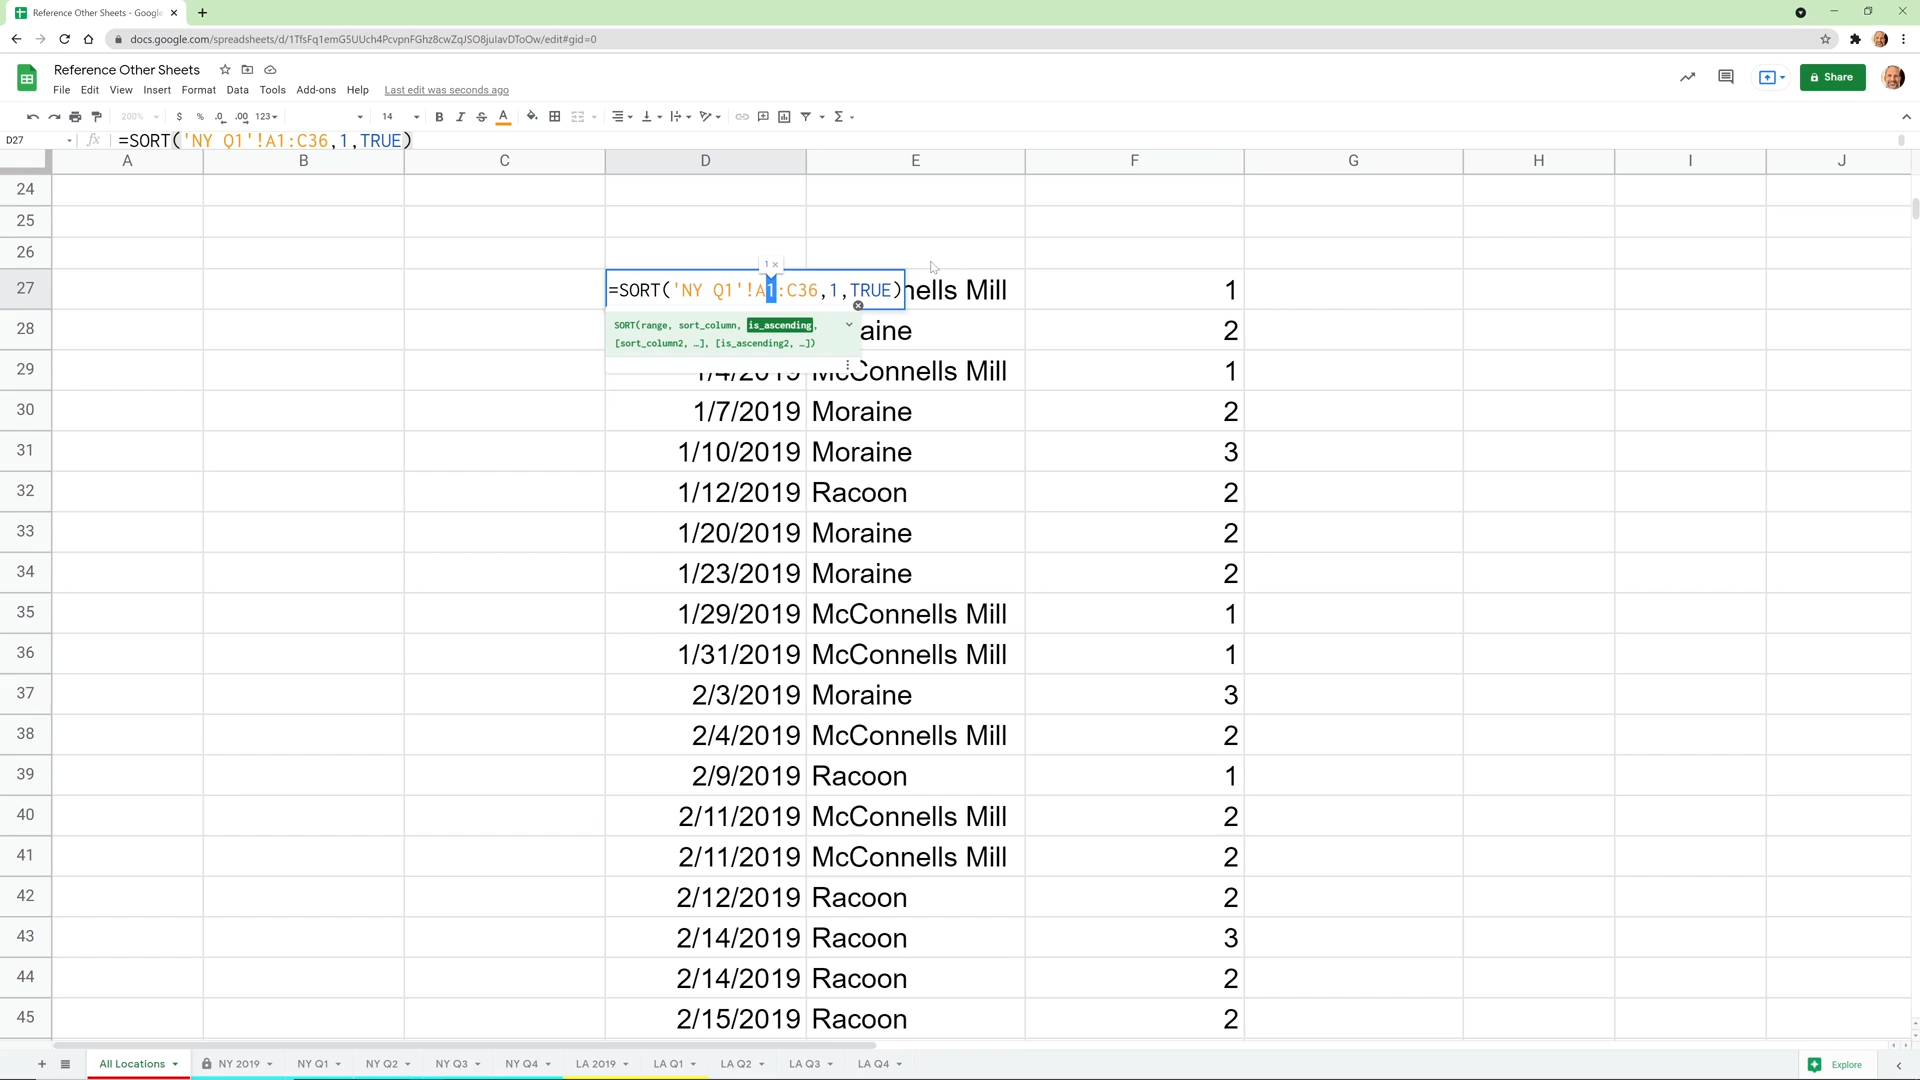 Reference Other Sheets - Google
docs.google.com/spreadsheets/d/1TfsFq1emG5UUch4PcvpnFGhz8cwZqJSO8julavDToOw/edit#gid=0
Reference Other Sheets
File Edit View Insert Format Data Tools Add-ons Help Last edit was seconds ago
Share
200% $ % .0 .00 123 14 B I S A Σ
D27 fx =SORT('NY Q1'!A1:C36,1,TRUE)
A B C D E F G H I J
24
25
26
1 ×
27 =SORT('NY Q1'!A1:C36,1,TRUE) nells Mill 1
SORT(range, sort_column, is_ascending,
[sort_column2, …], [is_ascending2, …])
28 aine 2
29 1/4/2019 McConnells Mill 1
30 1/7/2019 Moraine 2
31 1/10/2019 Moraine 3
32 1/12/2019 Racoon 2
33 1/20/2019 Moraine 2
34 1/23/2019 Moraine 2
35 1/29/2019 McConnells Mill 1
36 1/31/2019 McConnells Mill 1
37 2/3/2019 Moraine 3
38 2/4/2019 McConnells Mill 2
39 2/9/2019 Racoon 1
40 2/11/2019 McConnells Mill 2
41 2/11/2019 McConnells Mill 2
42 2/12/2019 Racoon 2
43 2/14/2019 Racoon 3
44 2/14/2019 Racoon 2
45 2/15/2019 Racoon 2
All Locations NY 2019 NY Q1 NY Q2 NY Q3 NY Q4 LA 2019 LA Q1 LA Q2 LA Q3 LA Q4 Explore